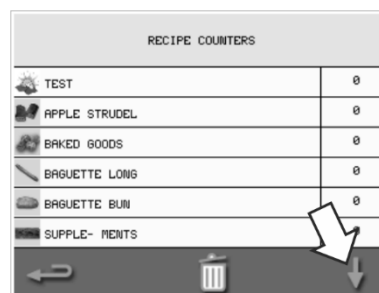 RECIPE COUNTERS
TEST 0
APPLE STRUDEL 0
BAKED GOODS 0
BAGUETTE LONG 0
BAGUETTE BUN 0
SUPPLE- MENTS